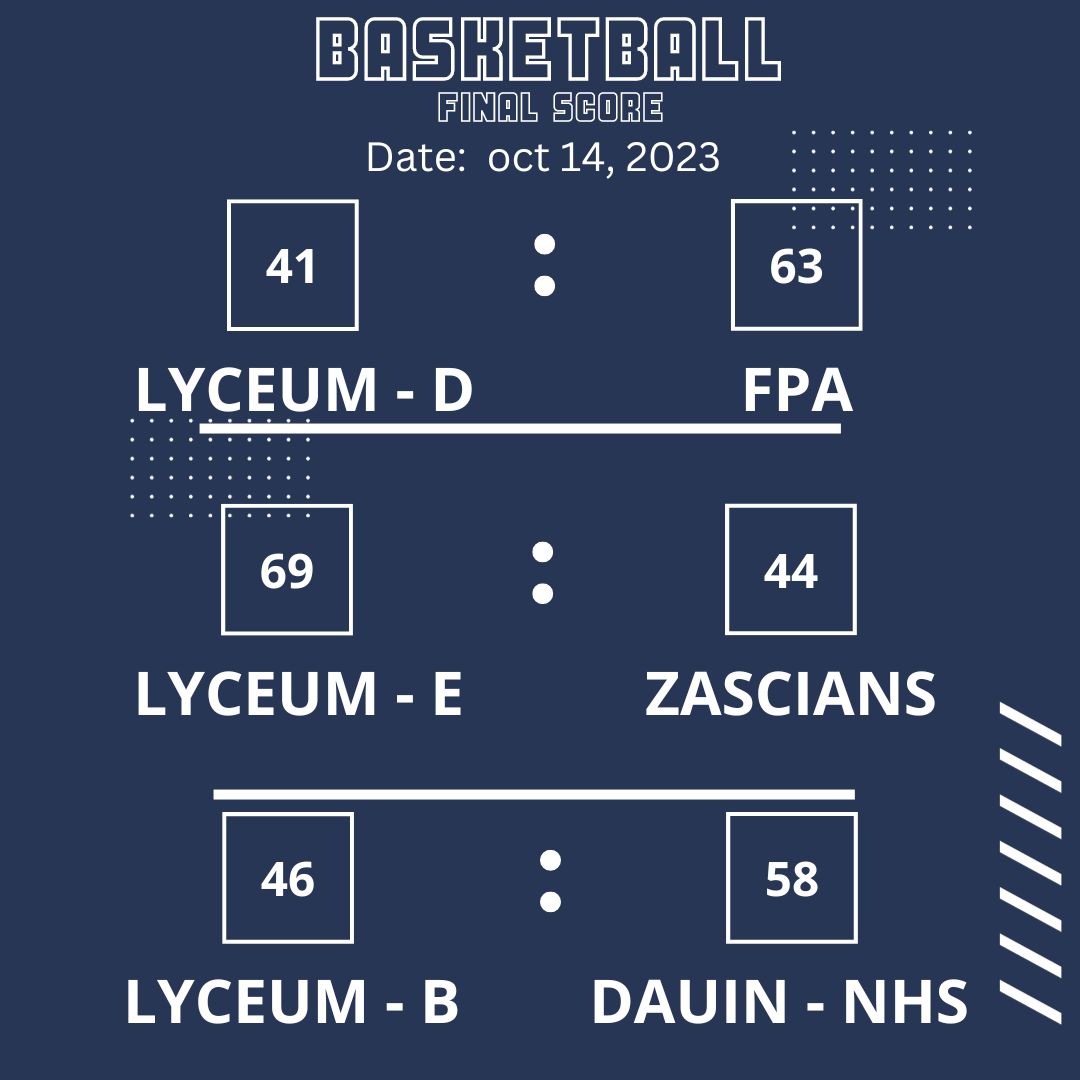 BASKETBALL
FINAL SCORE
Date: oct 14, 2023
41 : 63
LYCEUM - D FPA
69 : 44
LYCEUM - E ZASCIANS
46 : 58
LYCEUM - B DAUIN - NHS